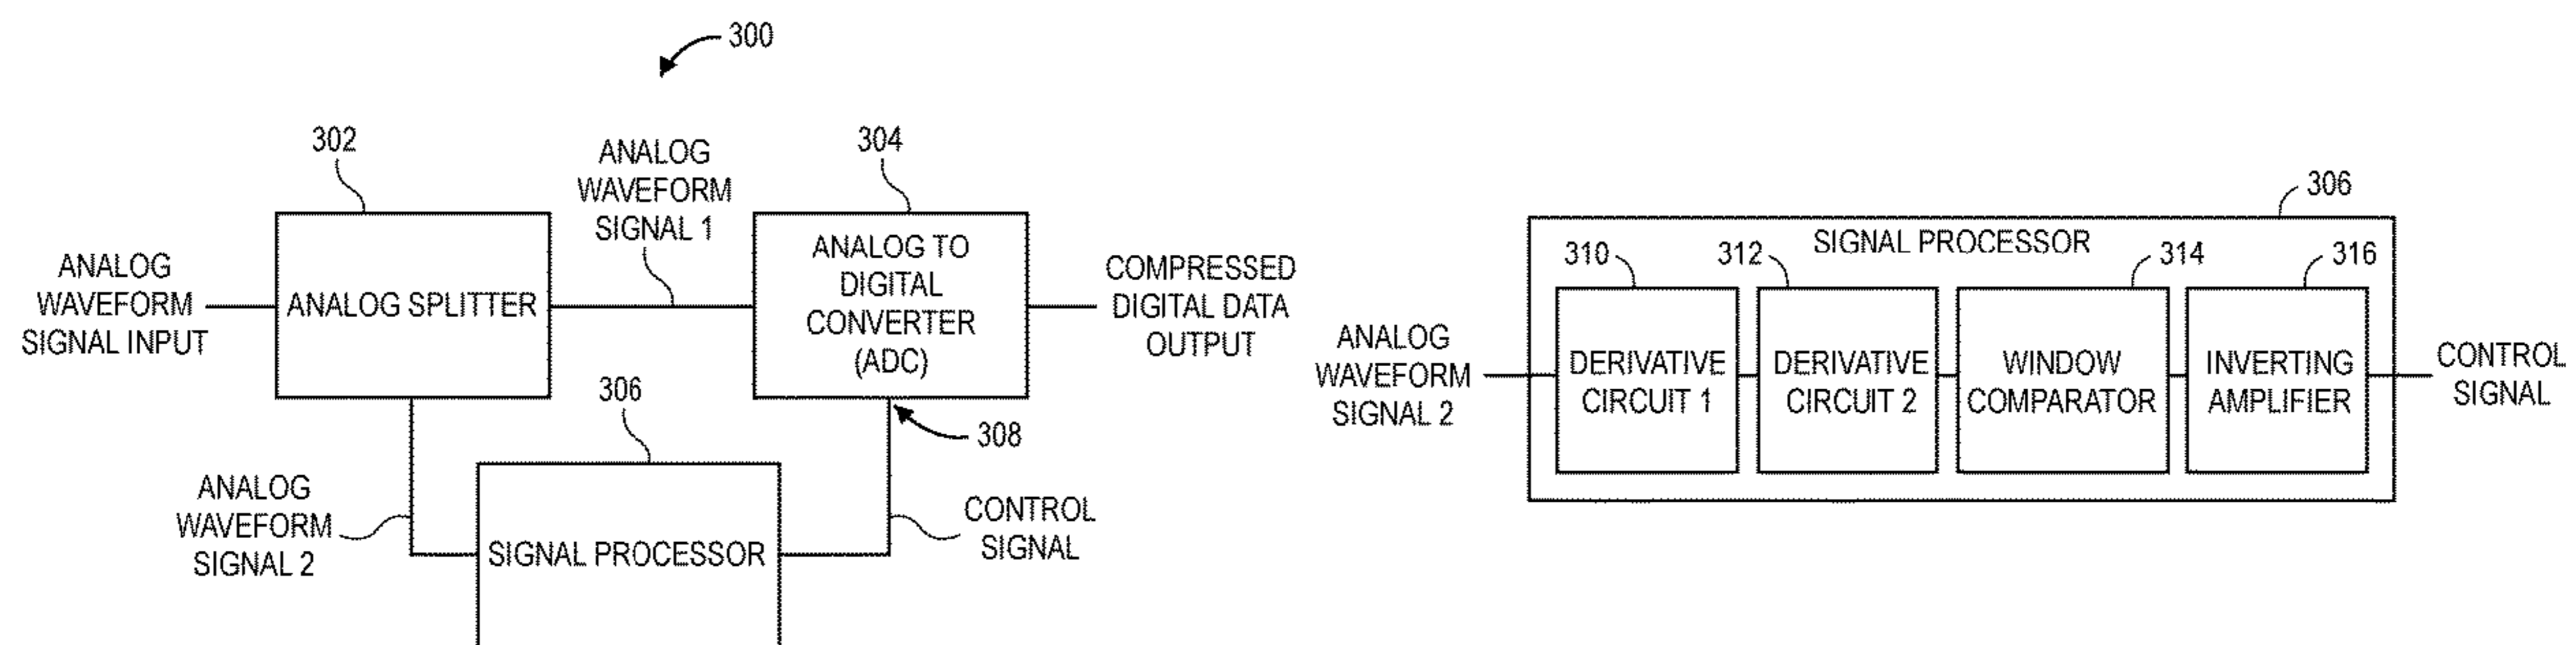 300
302
304
ANALOG
WAVEFORM
SIGNAL 1
ANALOG
WAVEFORM
SIGNAL INPUT
ANALOG SPLITTER
ANALOG TO
DIGITAL
CONVERTER
(ADC)
COMPRESSED
DIGITAL DATA
OUTPUT
306
308
ANALOG
WAVEFORM
SIGNAL 2
SIGNAL PROCESSOR
CONTROL
SIGNAL
306
SIGNAL PROCESSOR
310
312
314
316
ANALOG
WAVEFORM
SIGNAL 2
DERIVATIVE
CIRCUIT 1
DERIVATIVE
CIRCUIT 2
WINDOW
COMPARATOR
INVERTING
AMPLIFIER
CONTROL
SIGNAL